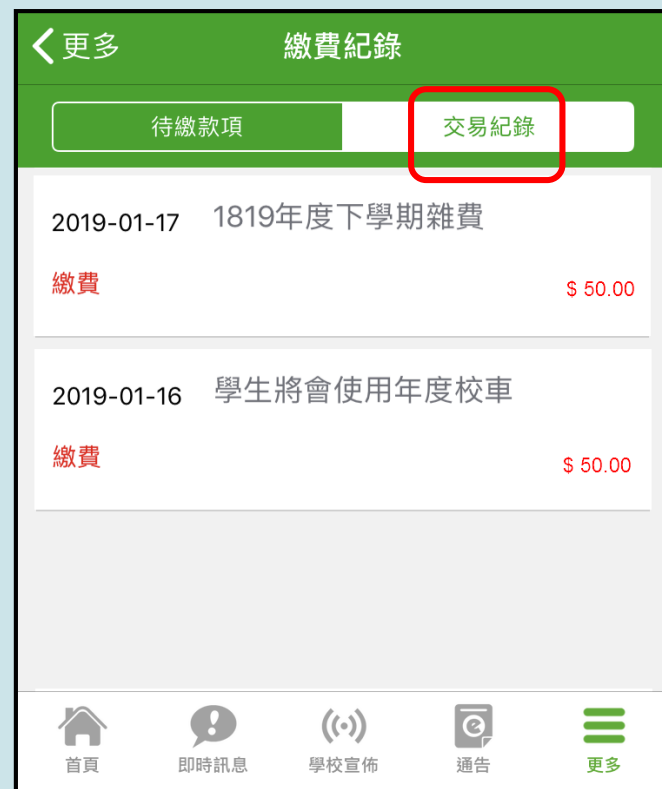 更多
繳費紀錄
待繳款項
交易紀錄
2019-01-17 1819年度下學期雜費
繳費 $ 50.00
2019-01-16 學生將會使用年度校車
繳費 $ 50.00
首頁 即時訊息 學校宣佈 通告 更多